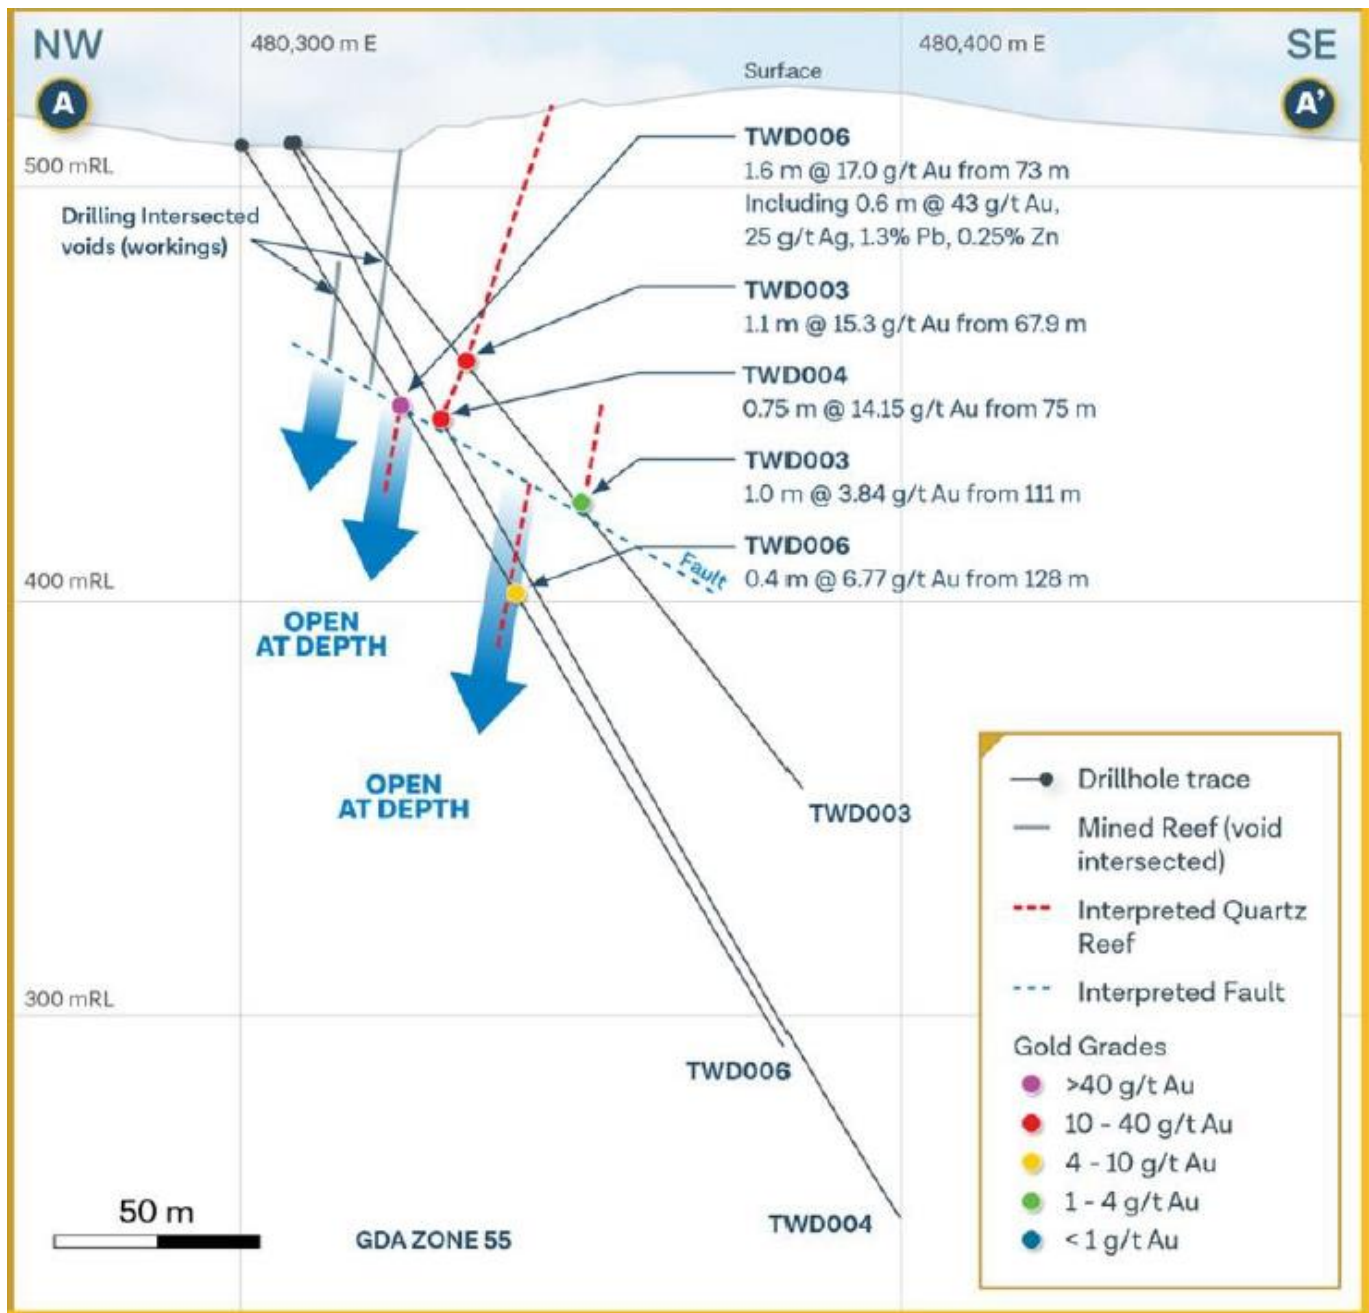 NW
480,300 m E
480,400 m E
SE
A
Surface
A'
500 mRL
TWD006
1.6 m @ 17.0 g/t Au from 73 m
Including 0.6 m @ 43 g/t Au,
25 g/t Ag, 1.3% Pb, 0.25% Zn
Drilling Intersected
voids (workings)
TWD003
1.1 m @ 15.3 g/t Au from 67.9 m
TWD004
0.75 m @ 14.15 g/t Au from 75 m
TWD003
1.0 m @ 3.84 g/t Au from 111 m
TWD006
0.4 m @ 6.77 g/t Au from 128 m
Fault
400 mRL
OPEN
AT DEPTH
OPEN
AT DEPTH
TWD003
300 mRL
TWD006
TWD004
50 m
GDA ZONE 55
Drillhole trace
Mined Reef (void
intersected)
Interpreted Quartz
Reef
Interpreted Fault
Gold Grades
>40 g/t Au
10 - 40 g/t Au
4 - 10 g/t Au
1 - 4 g/t Au
< 1 g/t Au